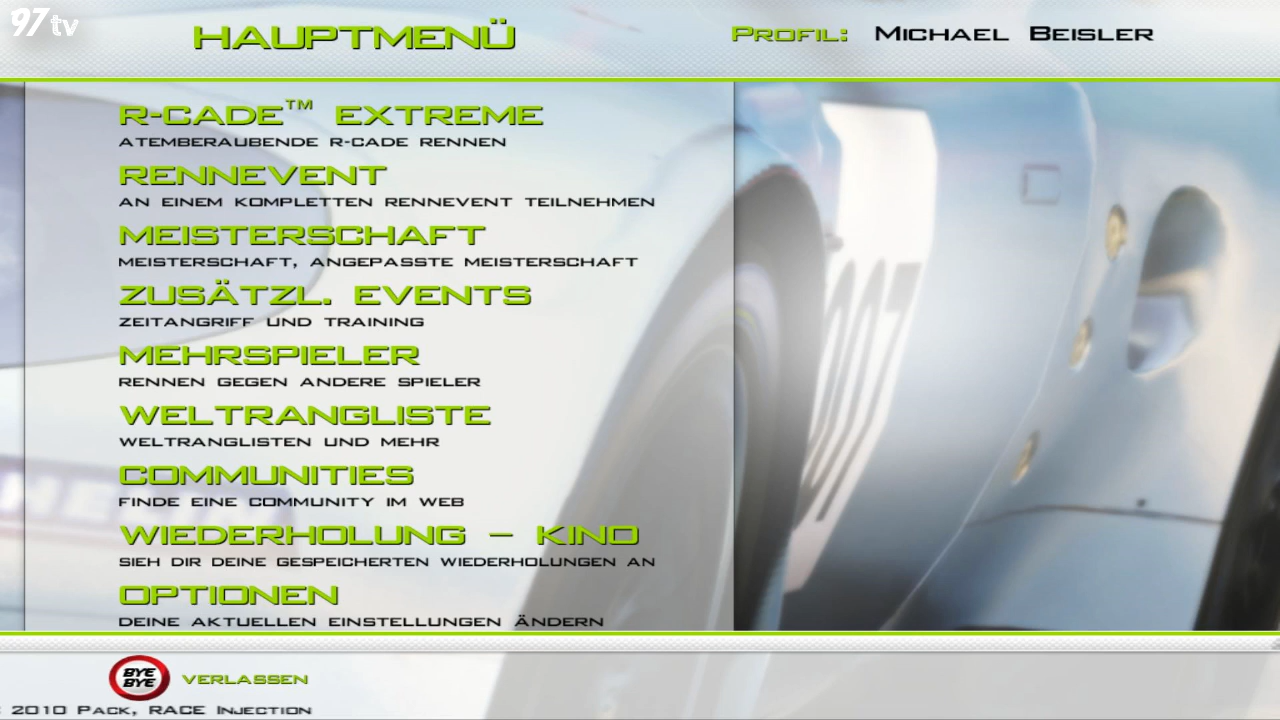 97 tv
HAUPTMENÜ
PROFIL: MICHAEL BEISLER
R-CADE™ EXTREME
ATEMBERAUBENDE R-CADE RENNEN
RENNEVENT
AN EINEM KOMPLETTEN RENNEVENT TEILNEHMEN
MEISTERSCHAFT
MEISTERSCHAFT, ANGEPASSTE MEISTERSCHAFT
ZUSÄTZL. EVENTS
ZEITANGRIFF UND TRAINING
MEHRSPIELER
RENNEN GEGEN ANDERE SPIELER
WELTRANGLISTE
WELTRANGLISTEN UND MEHR
COMMUNITIES
FINDE EINE COMMUNITY IM WEB
WIEDERHOLUNG – KINO
SIEH DIR DEINE GESPEICHERTEN WIEDERHOLUNGEN AN
OPTIONEN
DEINE AKTUELLEN EINSTELLUNGEN ÄNDERN
BYE
BYE
VERLASSEN
2010 PACK, RACE INJECTION